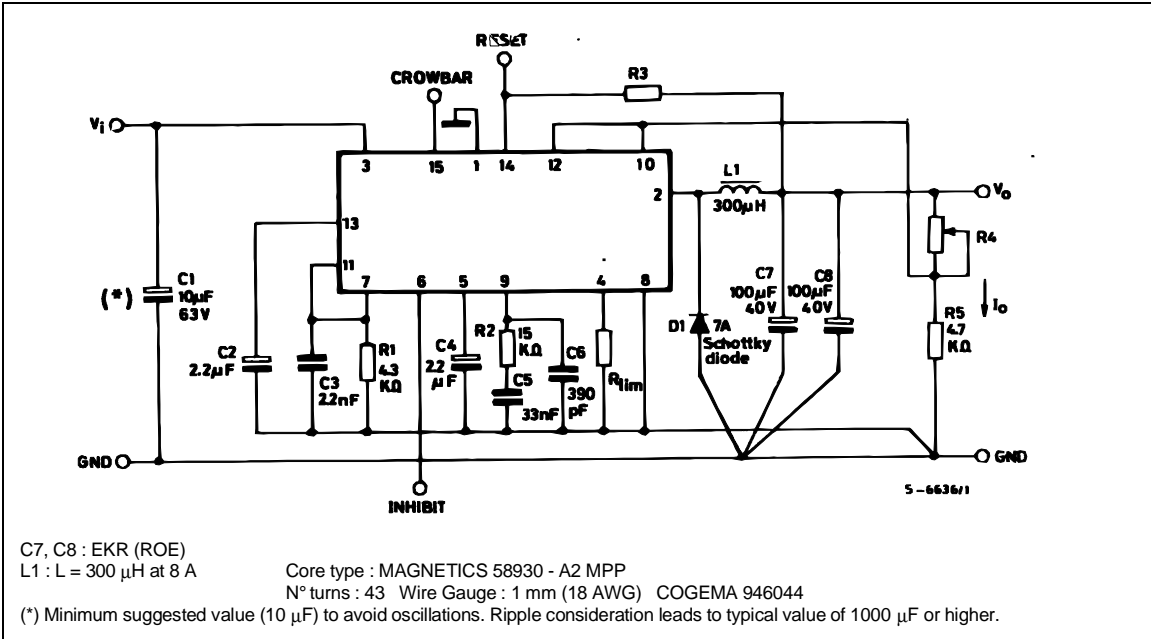 RESET
CROWBAR
R3
Vi
3
15
1
14
12
10
L1
2
300µH
Vo
13
R4
11
7
6
5
9
4
8
(*)
C1
10µF
63V
C7
100µF
40V
C8
100µF
40V
Io
D1
7A
Schottky
diode
R5
4.7
KΩ
C2
2.2µF
C3
2.2nF
R1
4.3
KΩ
C4
2.2
µF
R2
15
KΩ
C5
33nF
C6
390
pF
Rlim
GND
GND
INHIBIT
S-6636/1
C7, C8 : EKR (ROE)
L1 : L = 300 µH at 8 A Core type : MAGNETICS 58930 - A2 MPP
N° turns : 43 Wire Gauge : 1 mm (18 AWG) COGEMA 946044
(*) Minimum suggested value (10 µF) to avoid oscillations. Ripple consideration leads to typical value of 1000 µF or higher.